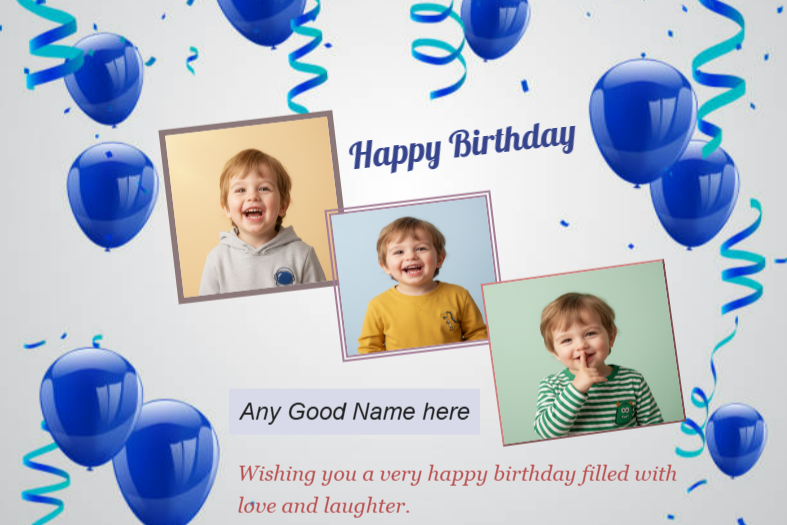 Happy Birthday
Any Good Name here
Wishing you a very happy birthday filled with
love and laughter.